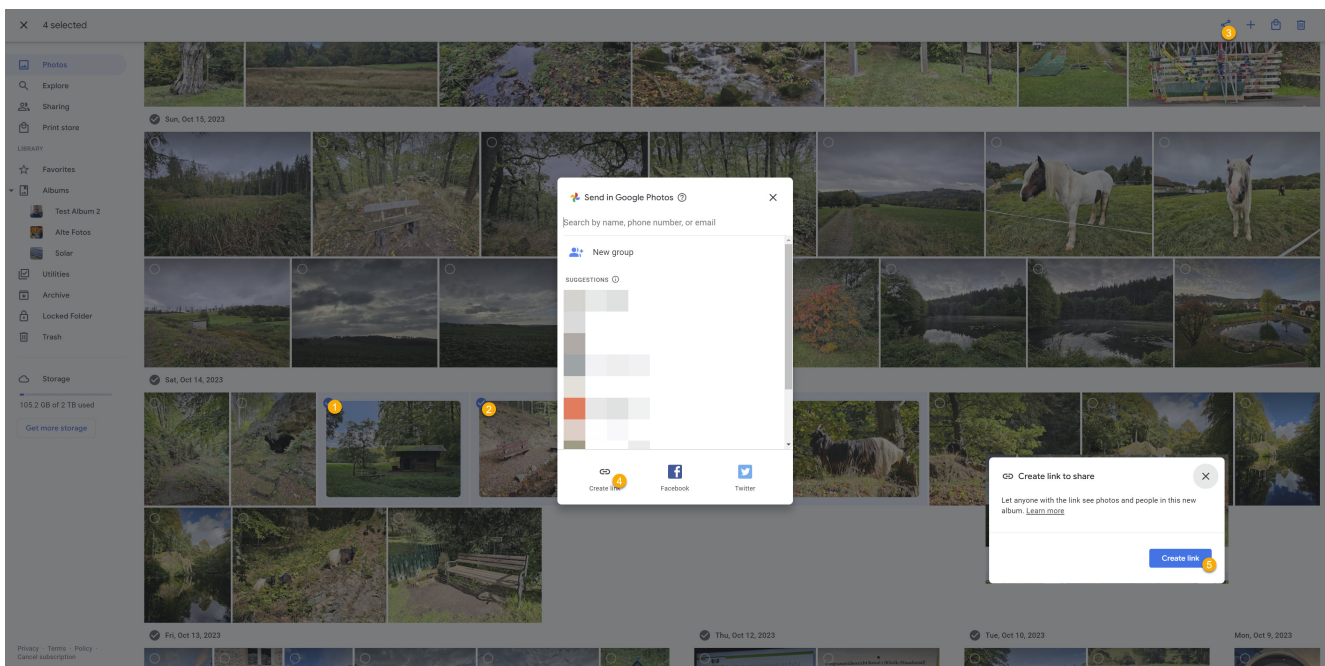 4 selected
3
Photos
Explore
Sharing
Print store
LIBRARY
Favorites
Albums
Test Album 2
Alte Fotos
Solar
Utilities
Archive
Locked Folder
Trash
Storage
105.2 GB of 2 TB used
Get more storage
Privacy · Terms · Policy ·
Cancel subscription
Sun, Oct 15, 2023
Sat, Oct 14, 2023
1
2
Fri, Oct 13, 2023
Thu, Oct 12, 2023
Tue, Oct 10, 2023
Mon, Oct 9, 2023
Send in Google Photos
Search by name, phone number, or email
New group
SUGGESTIONS
Create link
4
Facebook
Twitter
Create link to share
Let anyone with the link see photos and people in this new
album. Learn more
Create link
5